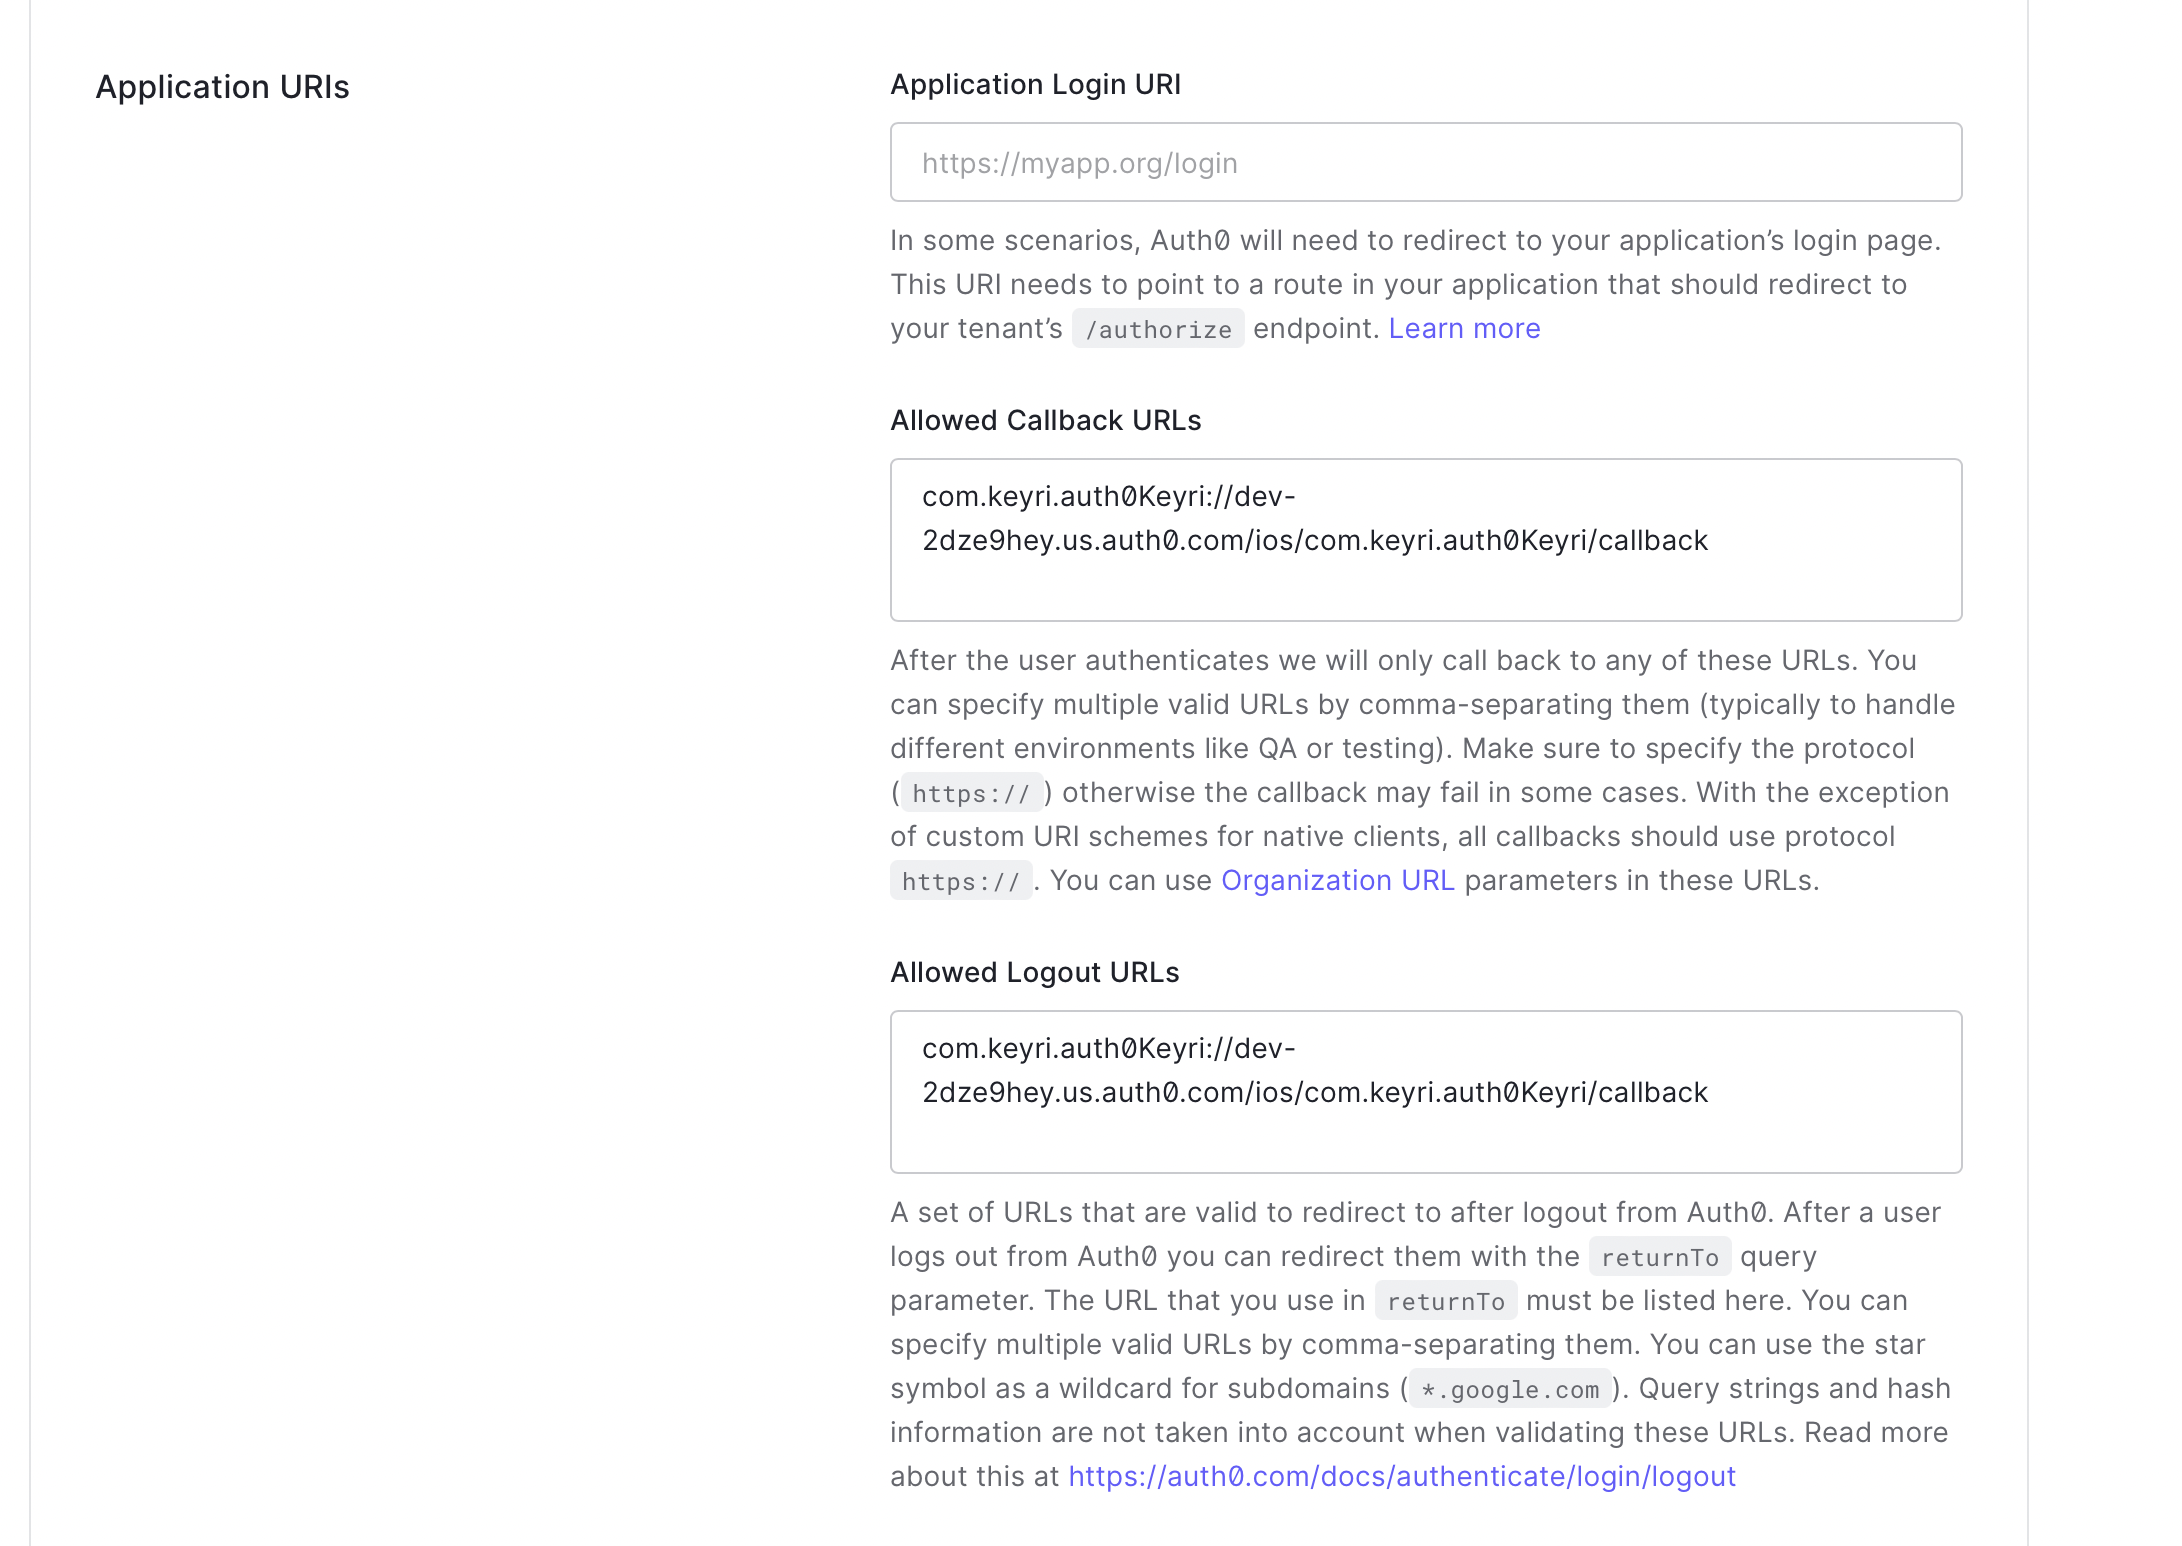 Application URIs
Application Login URI
https://myapp.org/login
In some scenarios, Auth0 will need to redirect to your application’s login page.
This URI needs to point to a route in your application that should redirect to
your tenant’s /authorize endpoint. Learn more
Allowed Callback URLs
com.keyri.auth0Keyri://dev-
2dze9hey.us.auth0.com/ios/com.keyri.auth0Keyri/callback
After the user authenticates we will only call back to any of these URLs. You
can specify multiple valid URLs by comma-separating them (typically to handle
different environments like QA or testing). Make sure to specify the protocol
( https:// ) otherwise the callback may fail in some cases. With the exception
of custom URI schemes for native clients, all callbacks should use protocol
https:// . You can use Organization URL parameters in these URLs.
Allowed Logout URLs
com.keyri.auth0Keyri://dev-
2dze9hey.us.auth0.com/ios/com.keyri.auth0Keyri/callback
A set of URLs that are valid to redirect to after logout from Auth0. After a user
logs out from Auth0 you can redirect them with the returnTo query
parameter. The URL that you use in returnTo must be listed here. You can
specify multiple valid URLs by comma-separating them. You can use the star
symbol as a wildcard for subdomains ( *.google.com ). Query strings and hash
information are not taken into account when validating these URLs. Read more
about this at https://auth0.com/docs/authenticate/login/logout